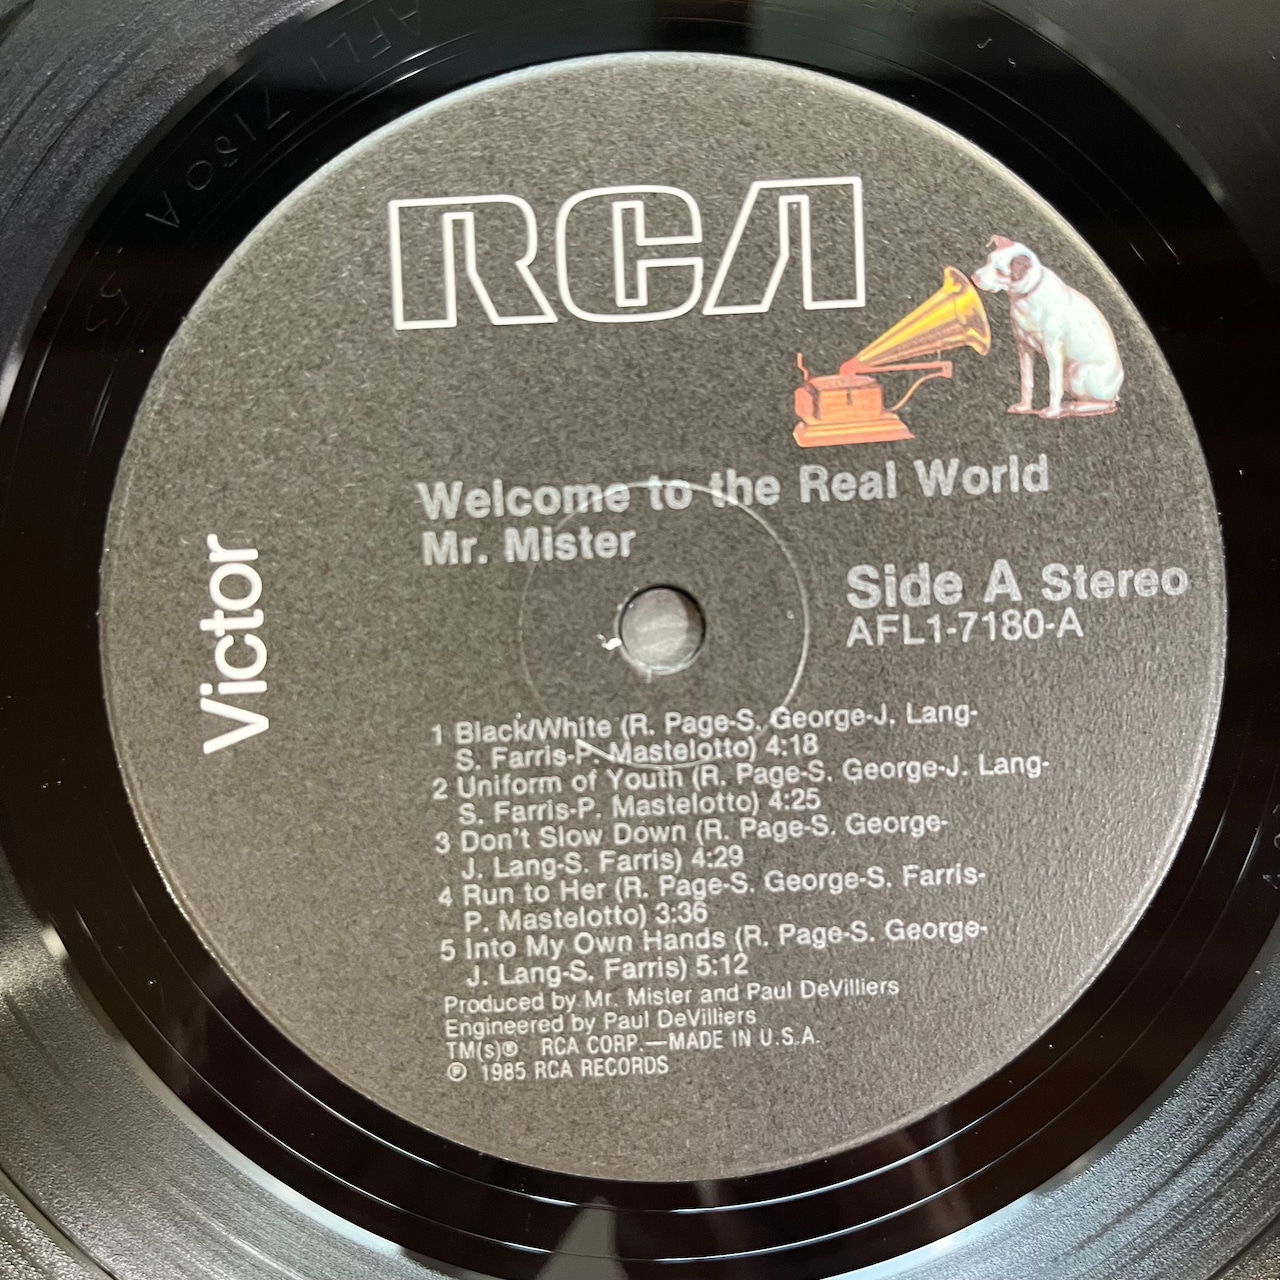 AFL1 7180 A
RCA
Victor
Welcome to the Real World
Mr. Mister
Side A Stereo
AFL1-7180-A
1 Black/White (R. Page-S. George-J. Lang-
S. Farris-P. Mastelotto) 4:18
2 Uniform of Youth (R. Page-S. George-J. Lang-
S. Farris-P. Mastelotto) 4:25
3 Don't Slow Down (R. Page-S. George-
J. Lang-S. Farris) 4:29
4 Run to Her (R. Page-S. George-S. Farris-
P. Mastelotto) 3:36
5 Into My Own Hands (R. Page-S. George-
J. Lang-S. Farris) 5:12
Produced by Mr. Mister and Paul DeVilliers
Engineered by Paul DeVilliers
TM(s)® RCA CORP.—MADE IN U.S.A.
℗ 1985 RCA RECORDS